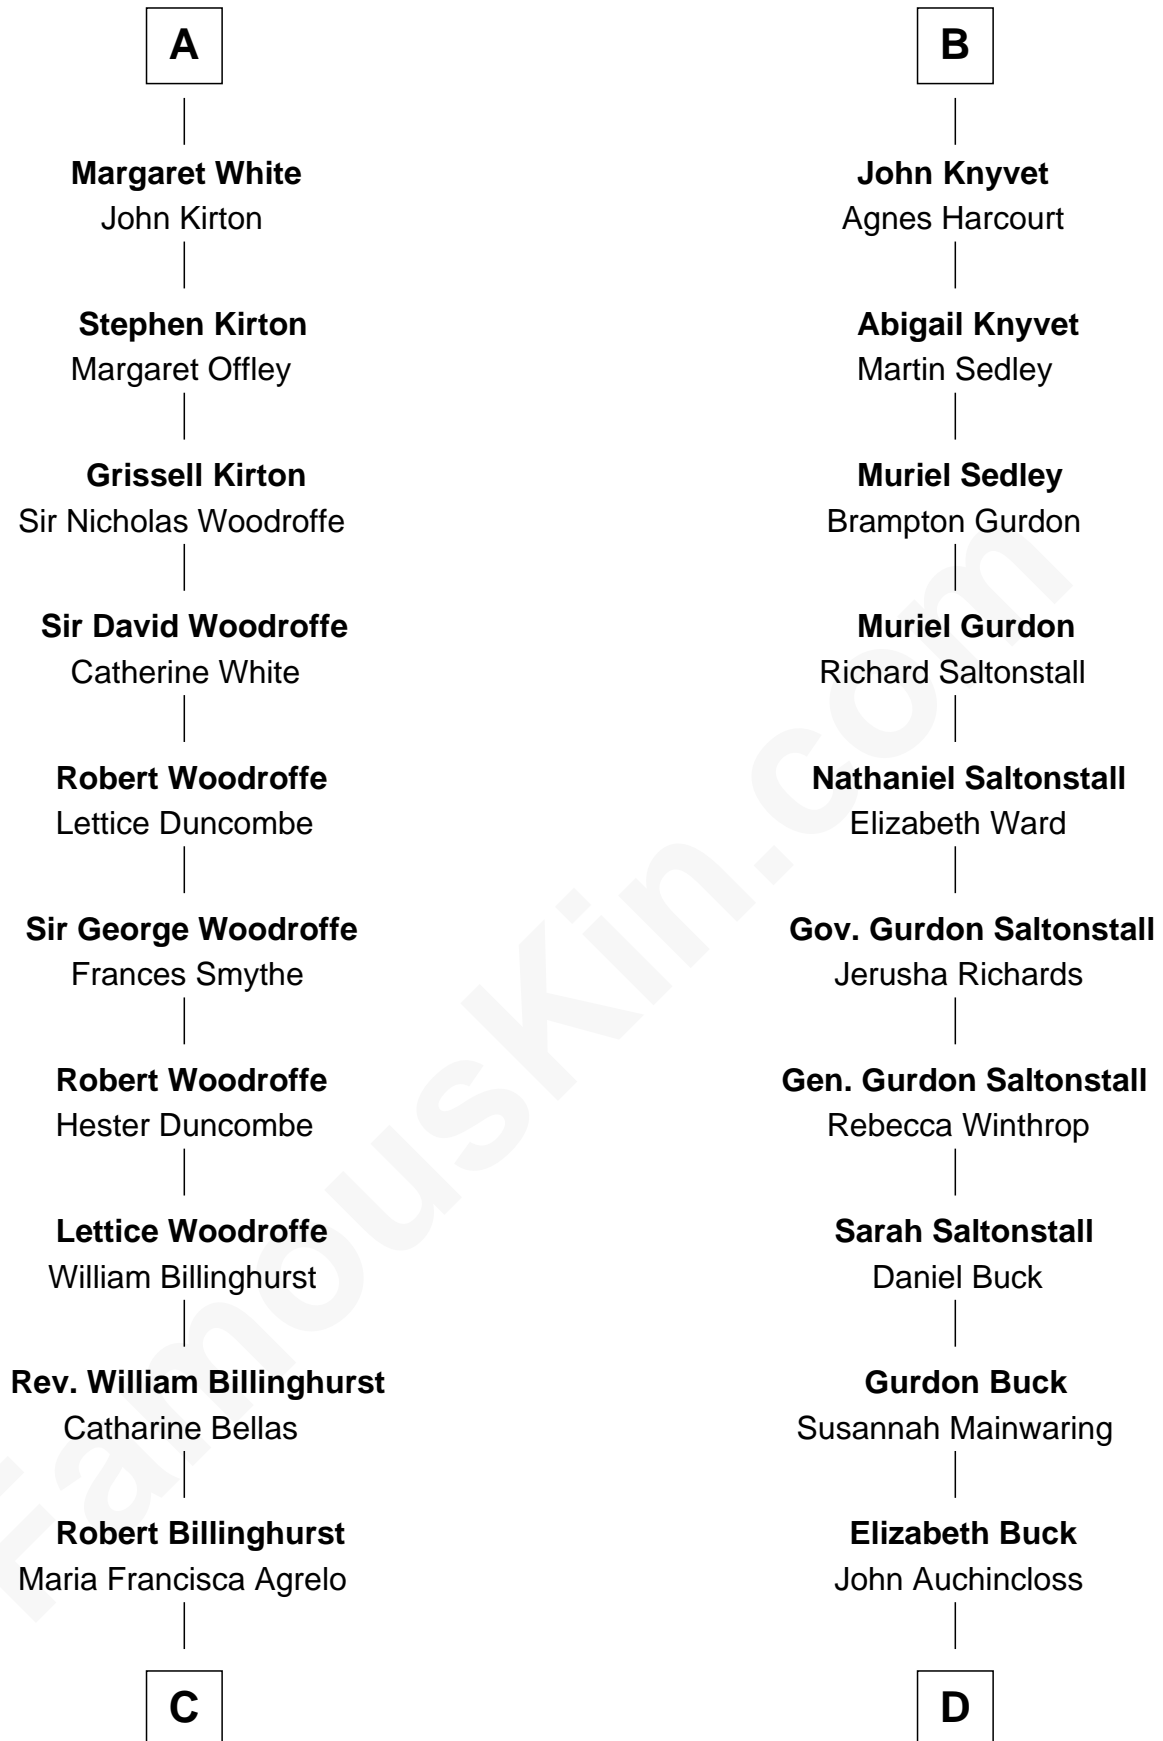 A
Margaret White
John Kirton
Stephen Kirton
Margaret Offley
Grissell Kirton
Sir Nicholas Woodroffe
Sir David Woodroffe
Catherine White
Robert Woodroffe
Lettice Duncombe
Sir George Woodroffe
Frances Smythe
Robert Woodroffe
Hester Duncombe
Lettice Woodroffe
William Billinghurst
Rev. William Billinghurst
Catharine Bellas
Robert Billinghurst
Maria Francisca Agrelo
C
B
John Knyvet
Agnes Harcourt
Abigail Knyvet
Martin Sedley
Muriel Sedley
Brampton Gurdon
Muriel Gurdon
Richard Saltonstall
Nathaniel Saltonstall
Elizabeth Ward
Gov. Gurdon Saltonstall
Jerusha Richards
Gen. Gurdon Saltonstall
Rebecca Winthrop
Sarah Saltonstall
Daniel Buck
Gurdon Buck
Susannah Mainwaring
Elizabeth Buck
John Auchincloss
D
FamousKin.com